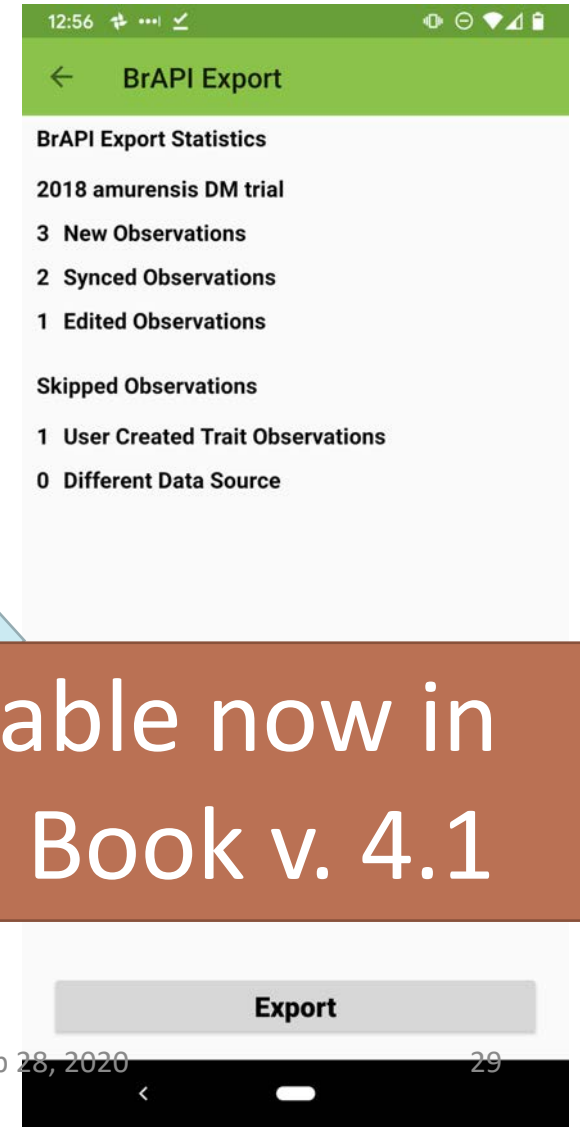 12:56
BrAPI Export
BrAPI Export Statistics
2018 amurensis DM trial
3 New Observations
2 Synced Observations
1 Edited Observations
Skipped Observations
1 User Created Trait Observations
0 Different Data Source
able now in
Book v. 4.1
Export
28, 2020
29